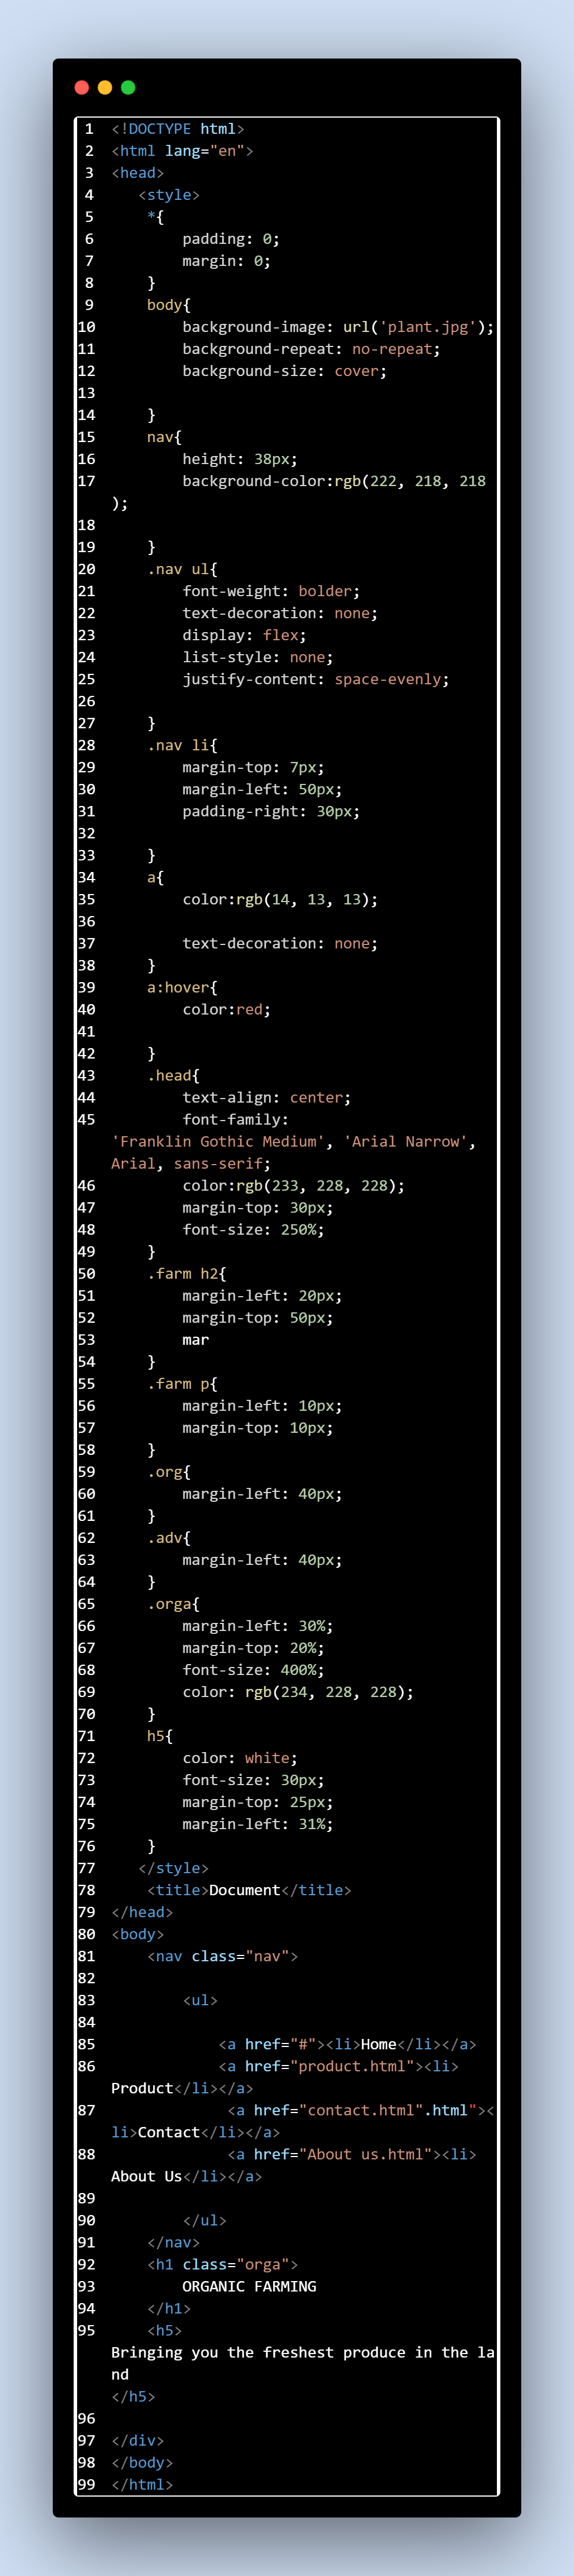 1 <!DOCTYPE html>
2 <html lang="en">
3 <head>
4    <style>
5     *{
6         padding: 0;
7         margin: 0;
8     }
9     body{
10         background-image: url('plant.jpg');
11         background-repeat: no-repeat;
12         background-size: cover;
13
14     }
15     nav{
16         height: 38px;
17         background-color:rgb(222, 218, 218
);
18
19     }
20     .nav ul{
21         font-weight: bolder;
22         text-decoration: none;
23         display: flex;
24         list-style: none;
25         justify-content: space-evenly;
26
27     }
28     .nav li{
29         margin-top: 7px;
30         margin-left: 50px;
31         padding-right: 30px;
32
33     }
34     a{
35         color:rgb(14, 13, 13);
36
37         text-decoration: none;
38     }
39     a:hover{
40         color:red;
41
42     }
43     .head{
44         text-align: center;
45         font-family:
'Franklin Gothic Medium', 'Arial Narrow',
Arial, sans-serif;
46         color:rgb(233, 228, 228);
47         margin-top: 30px;
48         font-size: 250%;
49     }
50     .farm h2{
51         margin-left: 20px;
52         margin-top: 50px;
53         mar
54     }
55     .farm p{
56         margin-left: 10px;
57         margin-top: 10px;
58     }
59     .org{
60         margin-left: 40px;
61     }
62     .adv{
63         margin-left: 40px;
64     }
65     .orga{
66         margin-left: 30%;
67         margin-top: 20%;
68         font-size: 400%;
69         color: rgb(234, 228, 228);
70     }
71     h5{
72         color: white;
73         font-size: 30px;
74         margin-top: 25px;
75         margin-left: 31%;
76     }
77    </style>
78     <title>Document</title>
79 </head>
80 <body>
81     <nav class="nav">
82
83         <ul>
84
85             <a href="#"><li>Home</li></a>
86             <a href="product.html"><li>
Product</li></a>
87              <a href="contact.html".html"><
li>Contact</li></a>
88              <a href="About us.html"><li>
About Us</li></a>
89
90         </ul>
91     </nav>
92     <h1 class="orga">
93         ORGANIC FARMING
94     </h1>
95     <h5>
Bringing you the freshest produce in the la
nd
</h5>
96
97 </div>
98 </body>
99 </html>